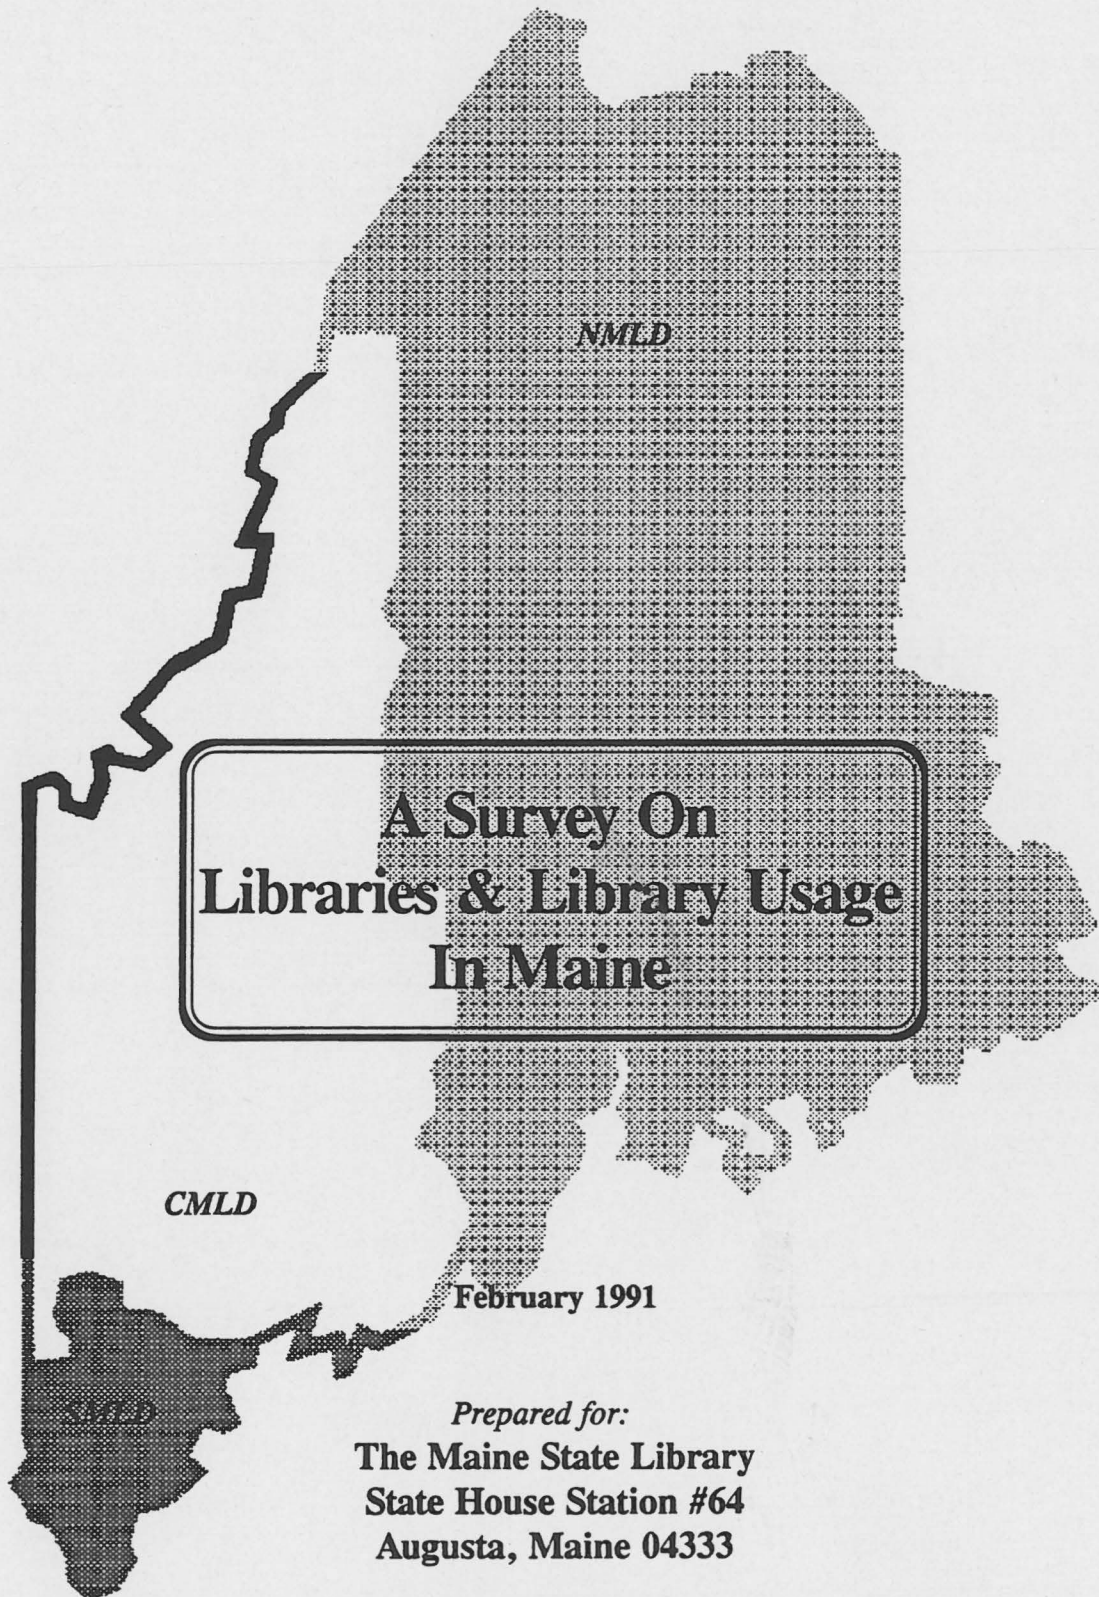 NMLD
A Survey On
Libraries & Library Usage
In Maine
CMLD
February 1991
SMLD
Prepared for:
The Maine State Library
State House Station #64
Augusta, Maine 04333